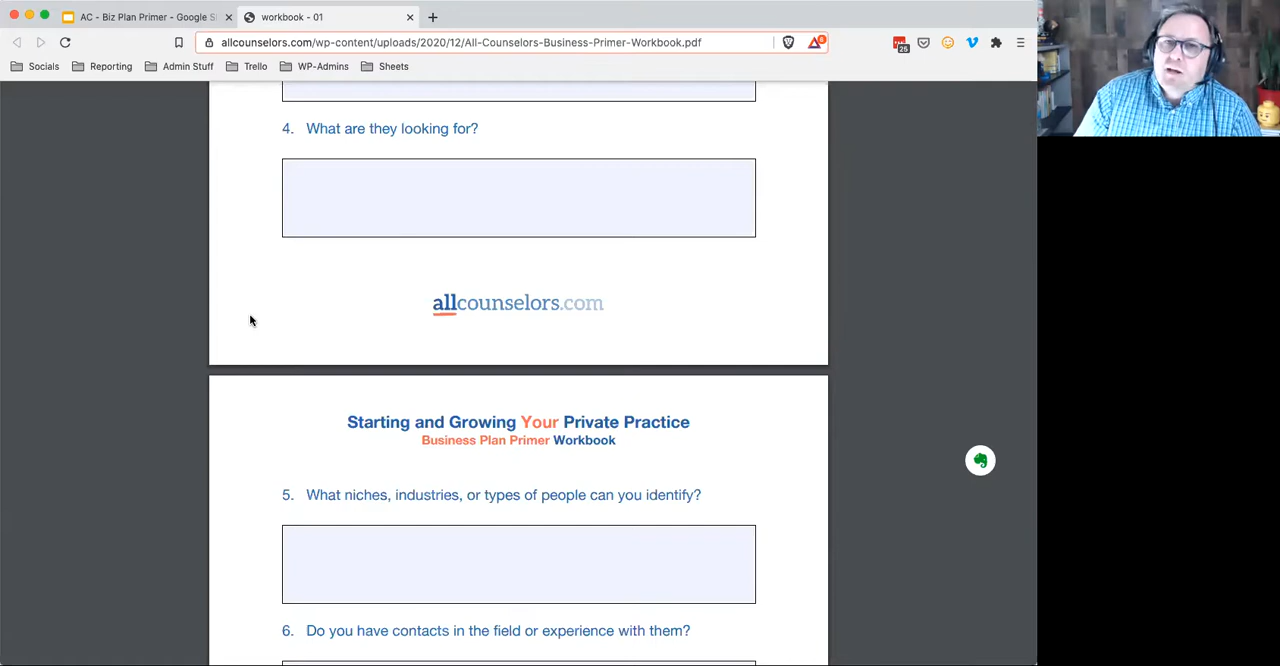 AC - Biz Plan Primer - Google Sl
workbook - 01
allcounselors.com/wp-content/uploads/2020/12/All-Counselors-Business-Primer-Workbook.pdf
25
6
Socials
Reporting
Admin Stuff
Trello
WP-Admins
Sheets
4. What are they looking for?
allcounselors.com
Starting and Growing Your Private Practice
Business Plan Primer Workbook
5. What niches, industries, or types of people can you identify?
6. Do you have contacts in the field or experience with them?